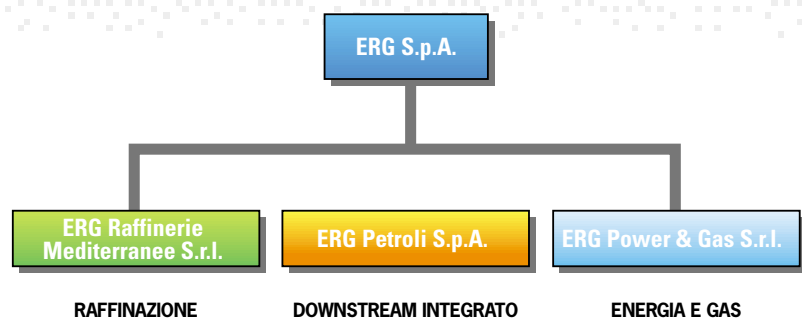 ERG S.p.A.
ERG Raffinerie
Mediterranee S.r.l.
ERG Petroli S.p.A.
ERG Power & Gas S.r.l.
RAFFINAZIONE
DOWNSTREAM INTEGRATO
ENERGIA E GAS